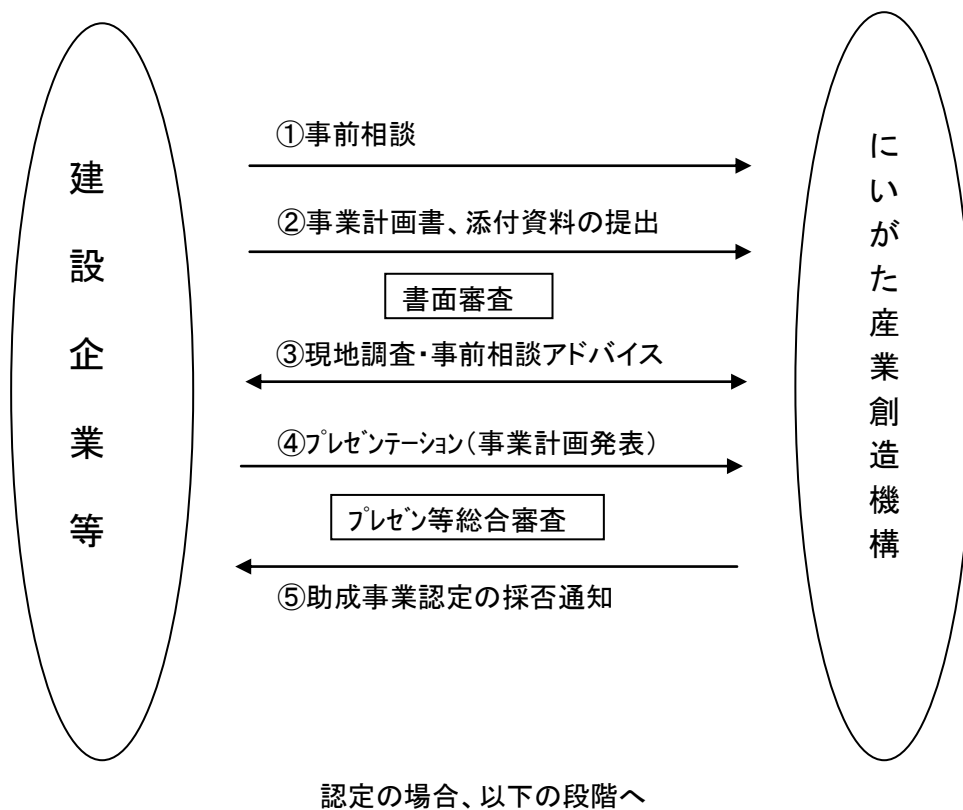 建設企業等
①事前相談
②事業計画書、添付資料の提出
書面審査
③現地調査・事前相談アドバイス
④プレゼンテーション(事業計画発表)
プレゼン等総合審査
⑤助成事業認定の採否通知
にいがた産業創造機構
認定の場合、以下の段階へ